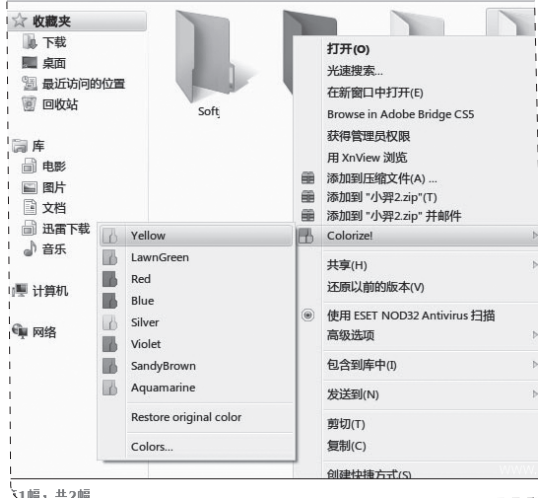 收藏夹
下载
桌面
最近访问的位置
回收站
库
电影
图片
文档
迅雷下载
音乐
计算机
网络
Soft
打开(O)
光速搜索...
在新窗口中打开(E)
Browse in Adobe Bridge CS5
获得管理员权限
用 XnView 浏览
添加到压缩文件(A) ...
添加到 "小羿2.zip"(T)
添加到 "小羿2.zip" 并邮件
Colorize!
共享(H)
还原以前的版本(V)
使用 ESET NOD32 Antivirus 扫描
高级选项
包含到库中(I)
发送到(N)
剪切(T)
复制(C)
创建快捷方式(S)
Yellow
LawnGreen
Red
Blue
Silver
Violet
SandyBrown
Aquamarine
Restore original color
Colors...
1幅，共2幅